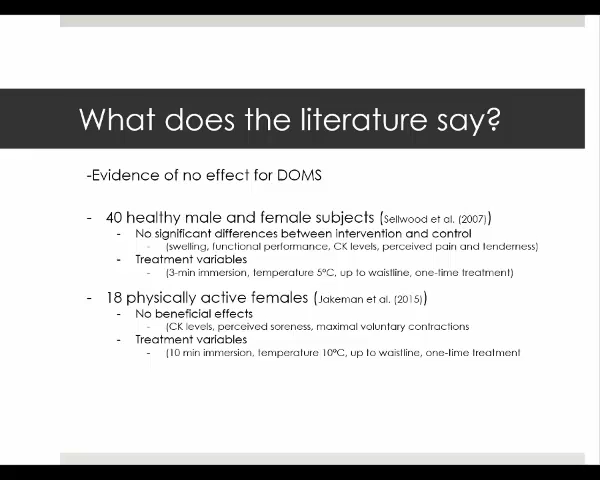 What does the literature say?
-Evidence of no effect for DOMS
- 40 healthy male and female subjects (Sellwood et al. (2007))
- No significant differences between intervention and control
- (swelling, functional performance, CK levels, perceived pain and tenderness)
- Treatment variables
- (3-min immersion, temperature 5°C, up to waistline, one-time treatment)
- 18 physically active females (Jakeman et al. (2015))
- No beneficial effects
- (CK levels, perceived soreness, maximal voluntary contractions
- Treatment variables
- (10 min immersion, temperature 10°C, up to waistline, one-time treatment